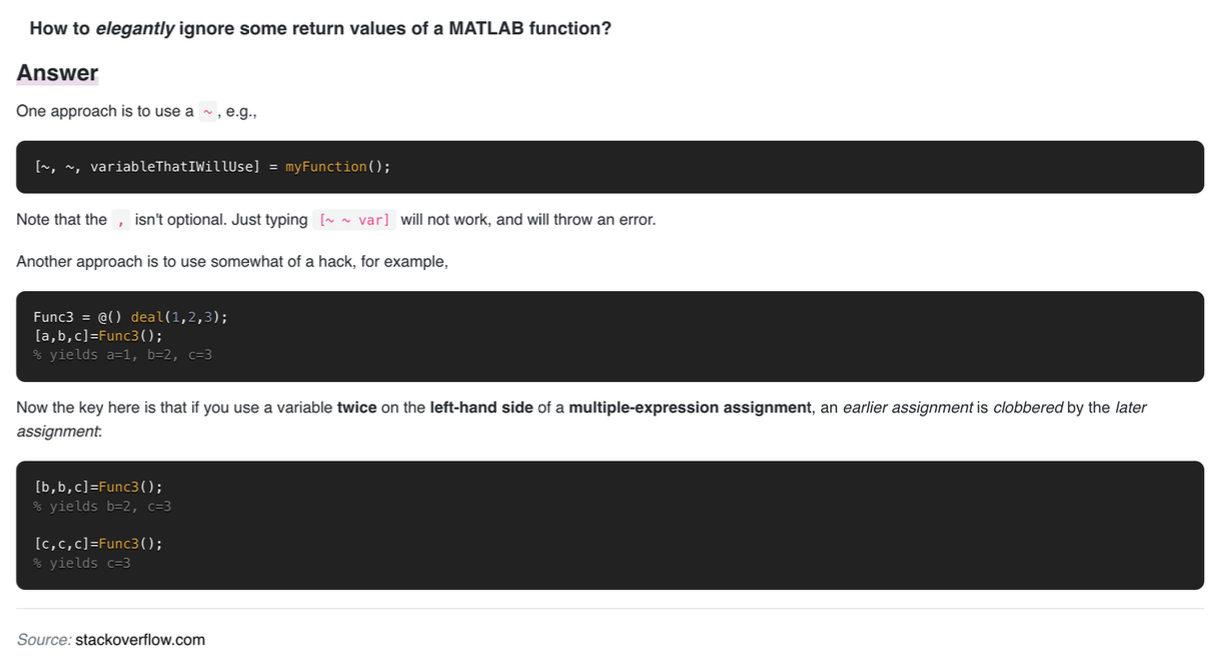 How to elegantly ignore some return values of a MATLAB function?
Answer
One approach is to use a ~, e.g.,
[~, ~, variableThatIWillUse] = myFunction();
Note that the , isn't optional. Just typing [~ ~ var] will not work, and will throw an error.
Another approach is to use somewhat of a hack, for example,
Func3 = @() deal(1,2,3);
[a,b,c]=Func3();
% yields a=1, b=2, c=3
Now the key here is that if you use a variable twice on the left-hand side of a multiple-expression assignment, an earlier assignment is clobbered by the later
assignment:
[b,b,c]=Func3();
% yields b=2, c=3
[c,c,c]=Func3();
% yields c=3
Source: stackoverflow.com